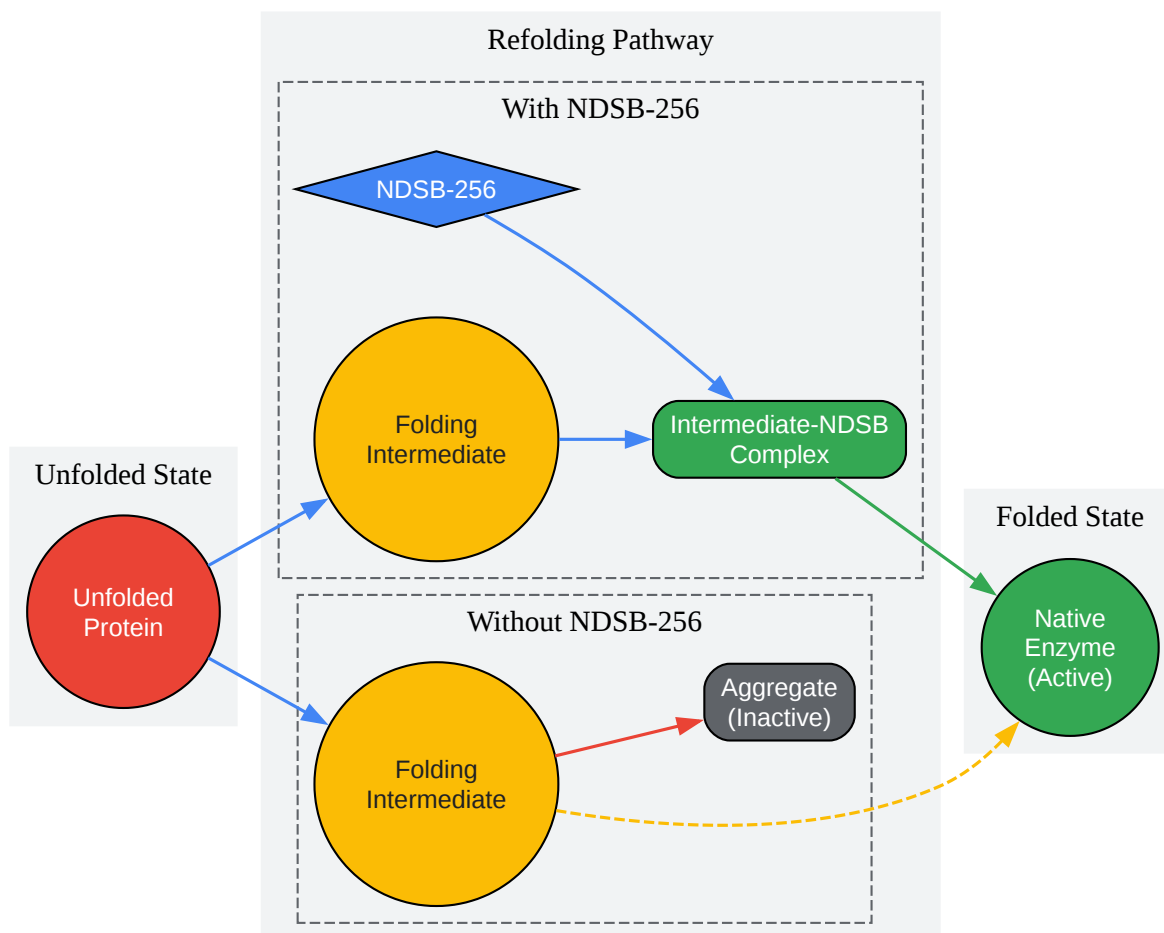 Refolding Pathway
With NDSB-256
NDSB-256
Folding
Intermediate
Intermediate-NDSB
Complex
Unfolded State
Unfolded
Protein
Folded State
Native
Enzyme
(Active)
Without NDSB-256
Aggregate
(Inactive)
Folding
Intermediate